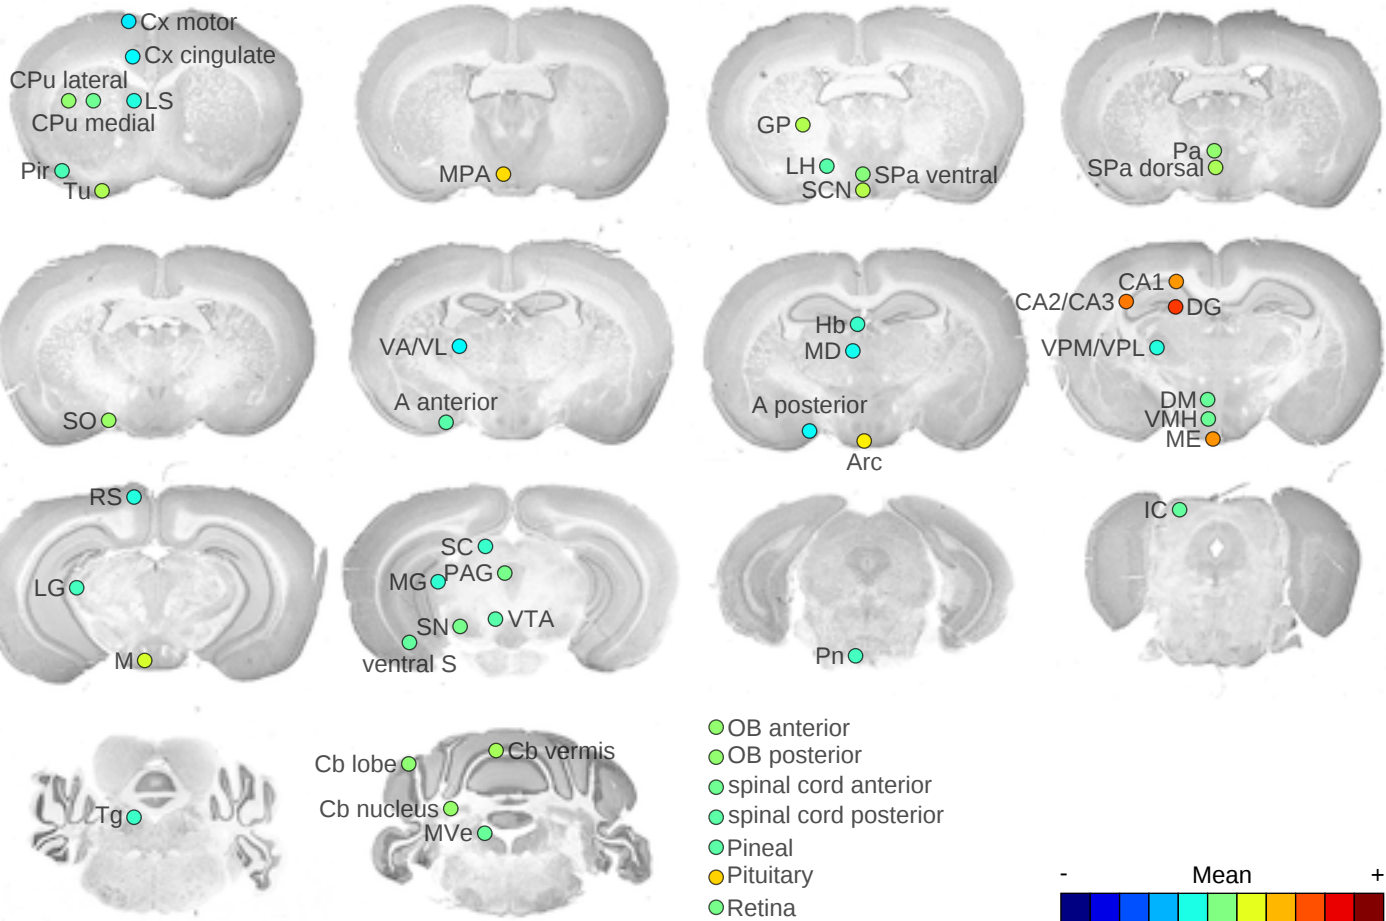 Cx motor
Cx cingulate
CPu lateral
LS
CPu medial
Pir
Tu
MPA
GP
LH
SPa ventral
SCN
Pa
SPa dorsal
SO
VA/VL
A anterior
Hb
MD
A posterior
Arc
CA1
CA2/CA3
DG
VPM/VPL
DM
VMH
ME
RS
LG
M
SC
MG
PAG
SN
VTA
ventral S
Pn
IC
Tg
Cb lobe
Cb vermis
Cb nucleus
MVe
OB anterior
OB posterior
spinal cord anterior
spinal cord posterior
Pineal
Pituitary
Retina
- Mean +